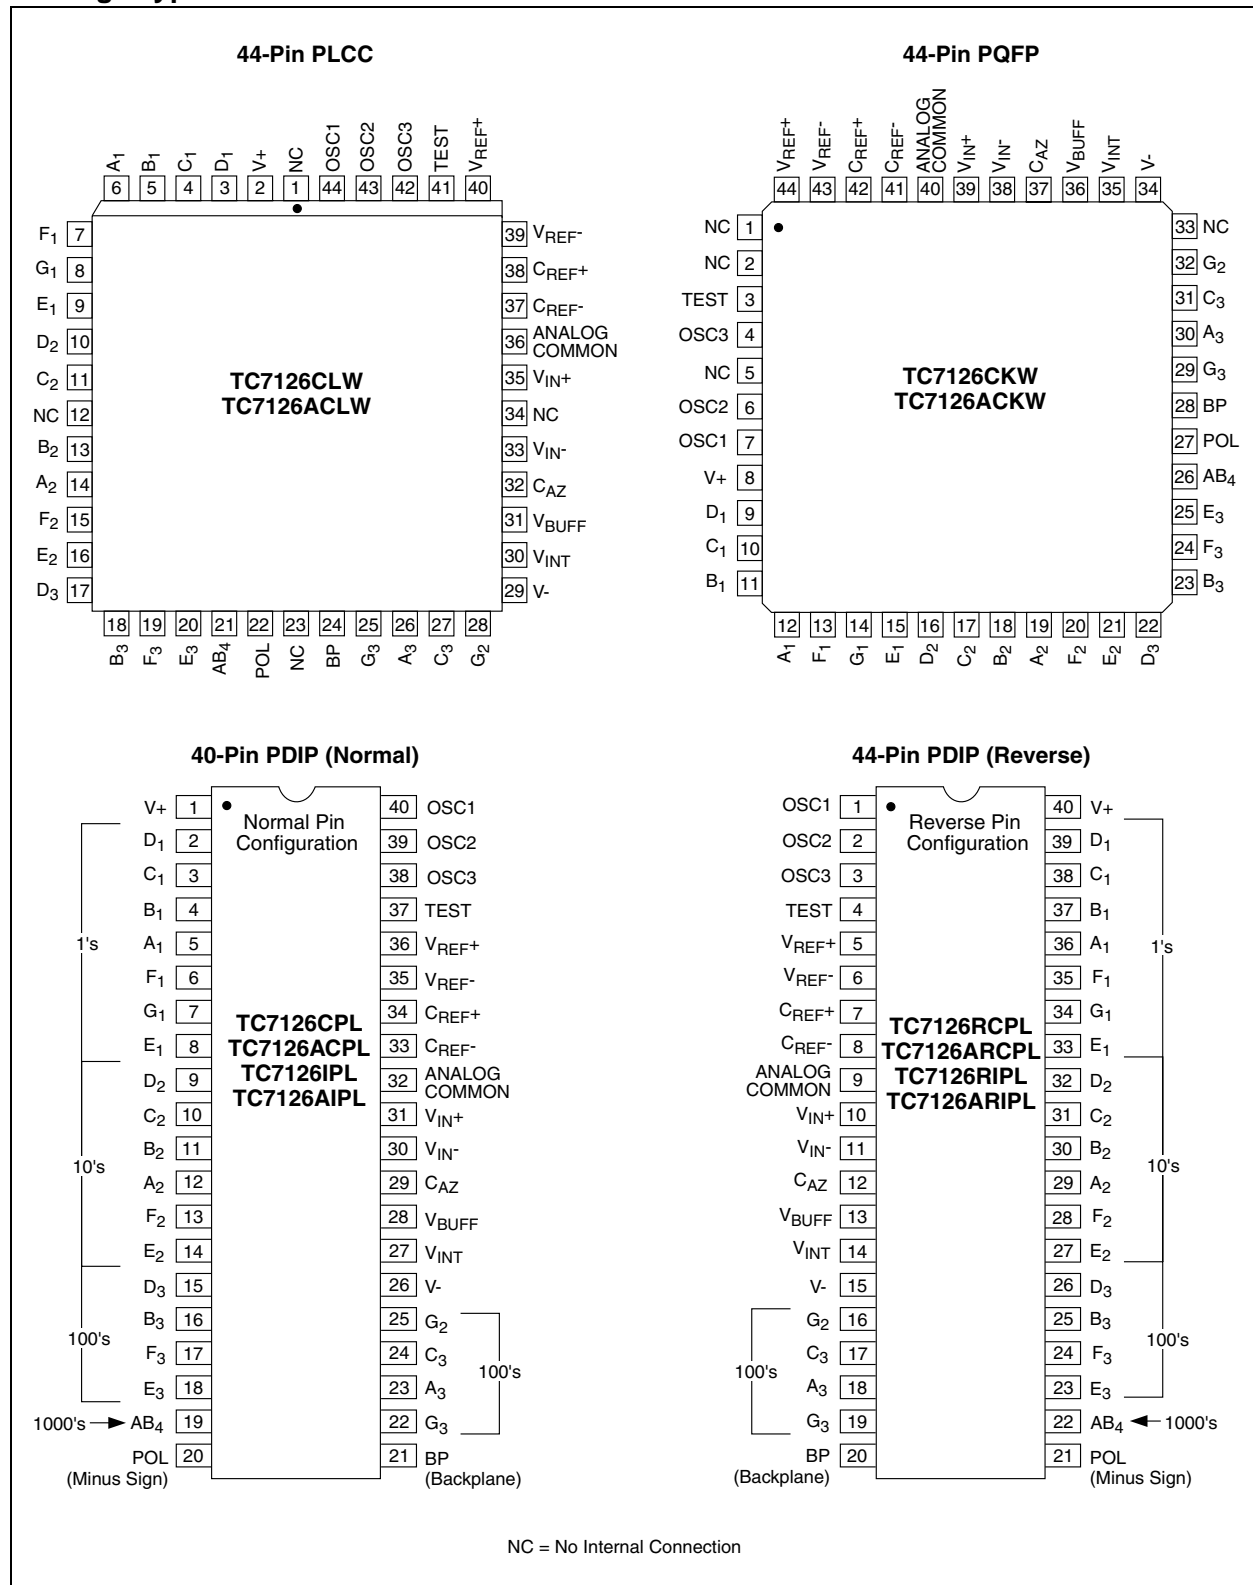 44-Pin PLCC
A1 B1 C1 D1 V+ NC OSC1 OSC2 OSC3 TEST VREF+
6 5 4 3 2 1 44 43 42 41 40
F1 7
G1 8
E1 9
D2 10
C2 11
NC 12
B2 13
A2 14
F2 15
E2 16
D3 17
TC7126CLW
TC7126ACLW
39 VREF-
38 CREF+
37 CREF-
36 ANALOG
COMMON
35 VIN+
34 NC
33 VIN-
32 CAZ
31 VBUFF
30 VINT
29 V-
18 19 20 21 22 23 24 25 26 27 28
B3 F3 E3 AB4 POL NC BP G3 A3 C3 G2
44-Pin PQFP
VREF+ VREF- CREF+ CREF- ANALOG COMMON VIN+ VIN- CAZ VBUFF VINT V-
44 43 42 41 40 39 38 37 36 35 34
NC 1
NC 2
TEST 3
OSC3 4
NC 5
OSC2 6
OSC1 7
V+ 8
D1 9
C1 10
B1 11
TC7126CKW
TC7126ACKW
33 NC
32 G2
31 C3
30 A3
29 G3
28 BP
27 POL
26 AB4
25 E3
24 F3
23 B3
12 13 14 15 16 17 18 19 20 21 22
A1 F1 G1 E1 D2 C2 B2 A2 F2 E2 D3
40-Pin PDIP (Normal)
Normal Pin
Configuration
V+ 1
D1 2
C1 3
B1 4
1's
A1 5
F1 6
G1 7
E1 8
D2 9
C2 10
B2 11
10's
A2 12
F2 13
E2 14
D3 15
B3 16
100's
F3 17
E3 18
1000's AB4 19
POL 20
(Minus Sign)
TC7126CPL
TC7126ACPL
TC7126IPL
TC7126AIPL
40 OSC1
39 OSC2
38 OSC3
37 TEST
36 VREF+
35 VREF-
34 CREF+
33 CREF-
32 ANALOG
COMMON
31 VIN+
30 VIN-
29 CAZ
28 VBUFF
27 VINT
26 V-
25 G2
24 C3
100's
23 A3
22 G3
21 BP
(Backplane)
44-Pin PDIP (Reverse)
Reverse Pin
Configuration
OSC1 1
OSC2 2
OSC3 3
TEST 4
VREF+ 5
VREF- 6
CREF+ 7
CREF- 8
ANALOG
COMMON 9
VIN+ 10
VIN- 11
CAZ 12
VBUFF 13
VINT 14
V- 15
G2 16
C3 17
100's
A3 18
G3 19
BP 20
(Backplane)
TC7126RCPL
TC7126ARCPL
TC7126RIPL
TC7126ARIPL
40 V+
39 D1
38 C1
37 B1
36 A1
1's
35 F1
34 G1
33 E1
32 D2
31 C2
30 B2
10's
29 A2
28 F2
27 E2
26 D3
25 B3
100's
24 F3
23 E3
22 AB4 1000's
21 POL
(Minus Sign)
NC = No Internal Connection